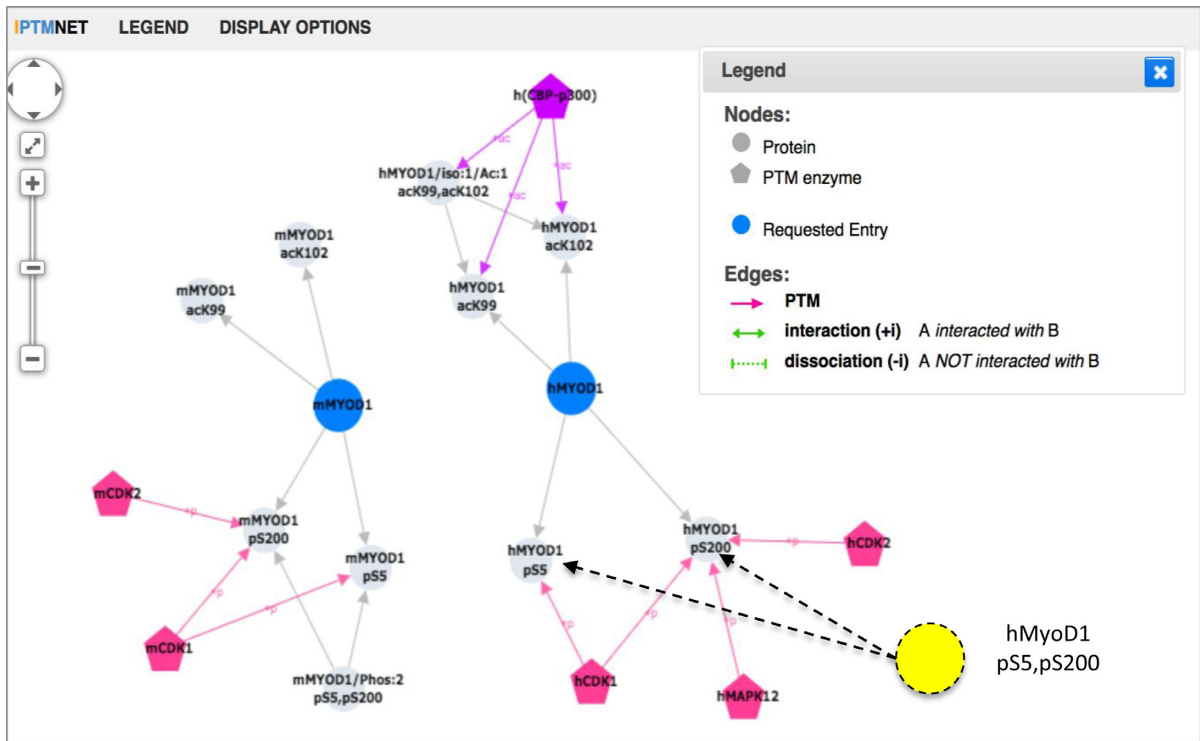 IPTMNET LEGEND DISPLAY OPTIONS
Legend
Nodes:
Protein
PTM enzyme
Requested Entry
Edges:
PTM
interaction (+i) A interacted with B
dissociation (-i) A NOT interacted with B
h(CBP-p300)
+ac
+ac
+ac
hMYOD1/iso:1/Ac:1
acK99,acK102
hMYOD1
acK102
hMYOD1
acK99
mMYOD1
acK102
mMYOD1
acK99
mMYOD1
hMYOD1
mCDK2
+p
mMYOD1
pS200
mMYOD1
pS5
+p
+p
mCDK1
mMYOD1/Phos:2
pS5,pS200
hMYOD1
pS5
hMYOD1
pS200
+p
hCDK2
+p
+p
+p
hCDK1
hMAPK12
hMyoD1
pS5,pS200